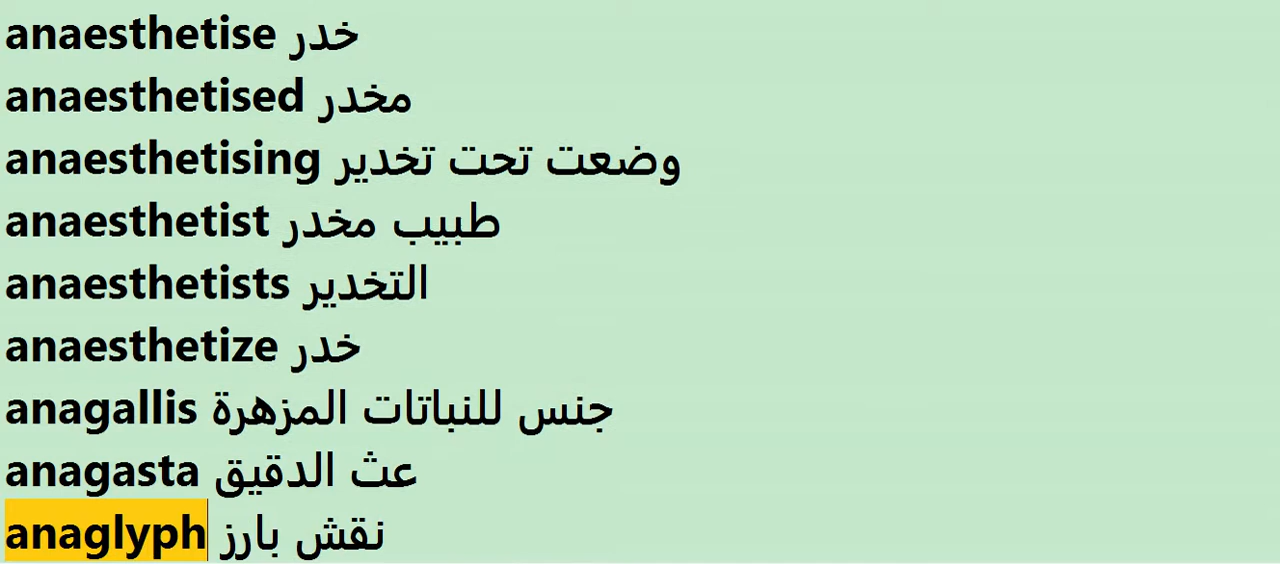 anaesthetise خدر
anaesthetised مخدر
anaesthetising وضعت تحت تخدير
anaesthetist طبيب مخدر
anaesthetists التخدير
anaesthetize خدر
anagallis جنس للنباتات المزهرة
anagasta عث الدقيق
anaglyph نقش بارز